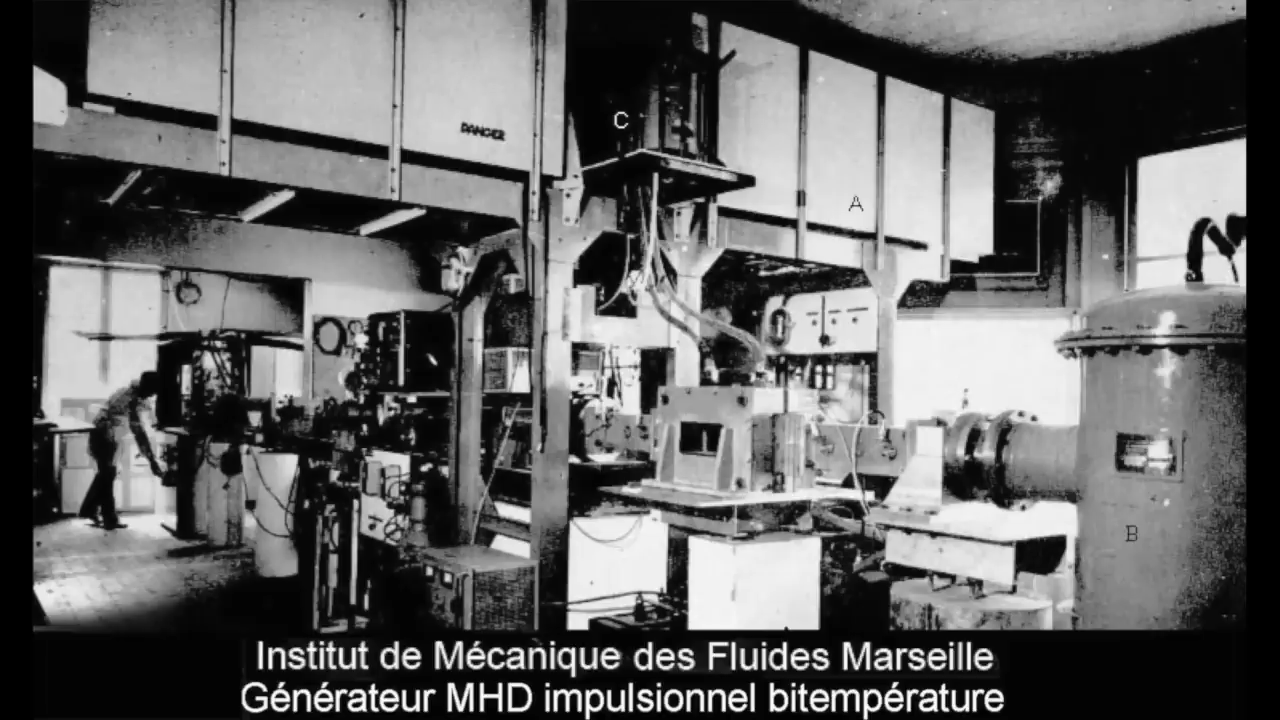 C
DANGER
A
B
Institut de Mécanique des Fluides Marseille
Générateur MHD impulsionnel bitempérature